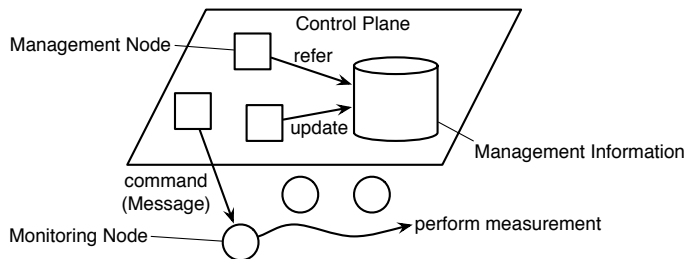 Control Plane
Management Node
refer
update
Management Information
command
(Message)
perform measurement
Monitoring Node